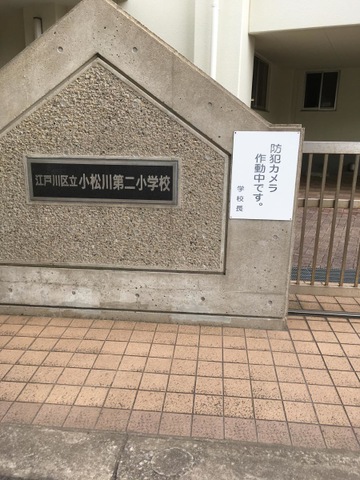 江戸川区立 小松川第二小学校
防犯カメラ
作動中です。
学校長